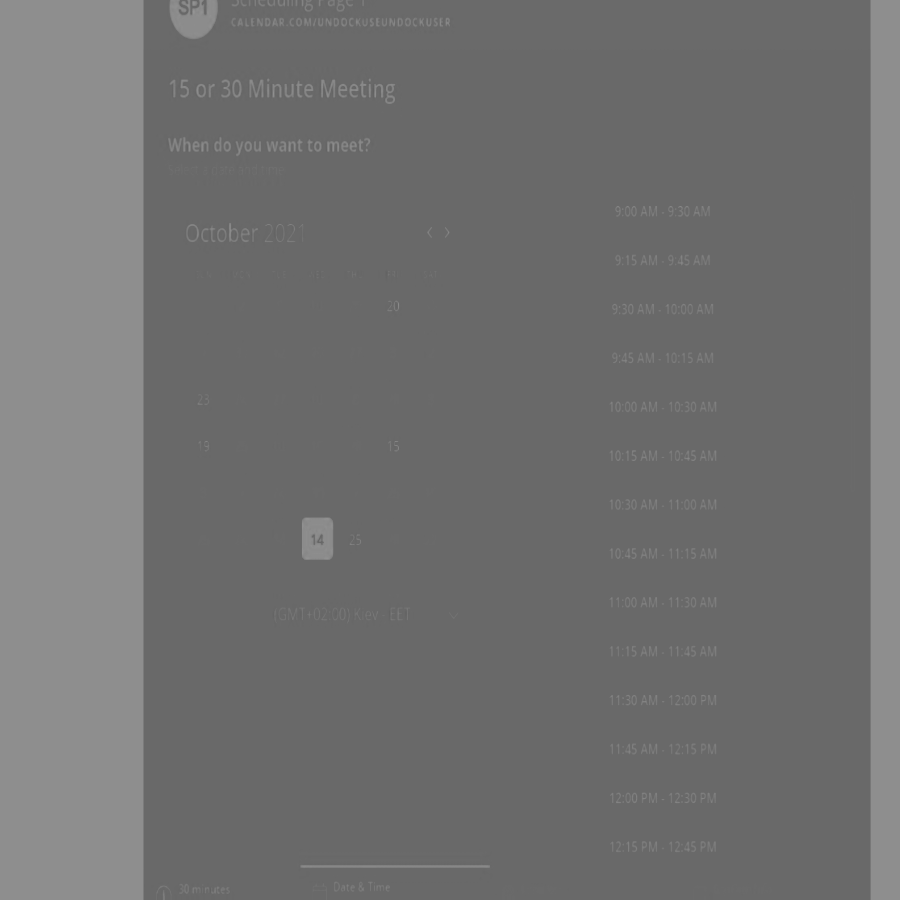 SP1
Scheduling Page 1
CALENDAR.COM/UNDOCKUSEUNDOCKUSER
15 or 30 Minute Meeting
When do you want to meet?
October 2021
20
23
19 15
14 25
(GMT+02:00) Kiev - EET
9:00 AM - 9:30 AM
9:15 AM - 9:45 AM
9:30 AM - 10:00 AM
9:45 AM - 10:15 AM
10:00 AM - 10:30 AM
10:15 AM - 10:45 AM
10:30 AM - 11:00 AM
10:45 AM - 11:15 AM
11:00 AM - 11:30 AM
11:15 AM - 11:45 AM
11:30 AM - 12:00 PM
11:45 AM - 12:15 PM
12:00 PM - 12:30 PM
12:15 PM - 12:45 PM
30 minutes
Date & Time